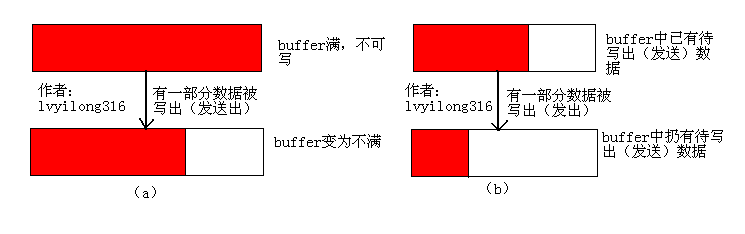 buffer满，不可
写
作者：
lvyilong316
有一部分数据被
写出（发送出）
buffer变为不满
（a）
buffer中已有待
写出（发送）数
据
作者：
lvyilong316
有一部分数据被
写出（发出）
buffer中扔有待写
出（发送）数据
（b）